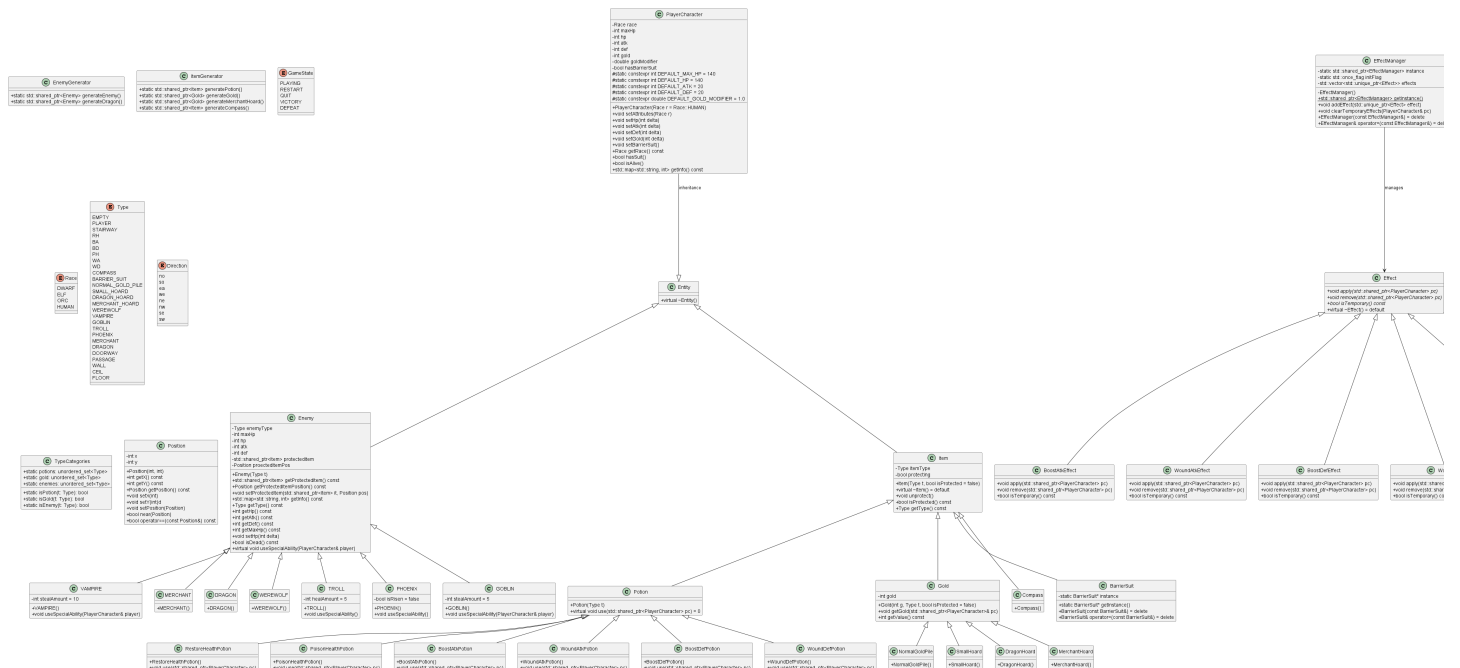 PlayerCharacter
-Race race
-int maxHp
-int hp
-int atk
-int def
-int gold
-double goldModifier
-bool hasBarrierSuit
#static constexpr int DEFAULT_MAX_HP = 140
#static constexpr int DEFAULT_HP = 140
#static constexpr int DEFAULT_ATK = 20
#static constexpr int DEFAULT_DEF = 20
#static constexpr double DEFAULT_GOLD_MODIFIER = 1.0
+PlayerCharacter(Race r = Race::HUMAN)
+void setAttributes(Race r)
+void setHp(int delta)
+void setAtk(int delta)
+void setDef(int delta)
+void setGold(int delta)
+void setBarrierSuit()
+Race getRace() const
+bool hasSuit()
+bool isAlive()
+std::map<std::string, int> getInfo() const
inheritance
EnemyGenerator
+static std::shared_ptr<Enemy> generateEnemy()
+static std::shared_ptr<Enemy> generateDragon()
ItemGenerator
+static std::shared_ptr<Item> generatePotion()
+static std::shared_ptr<Gold> generateGold()
+static std::shared_ptr<Gold> generateMerchantHoard()
+static std::shared_ptr<Item> generateCompass()
GameState
PLAYING
RESTART
QUIT
VICTORY
DEFEAT
EffectManager
-static std::shared_ptr<EffectManager> instance
-static std::once_flag initFlag
-std::vector<std::unique_ptr<Effect>> effects
-EffectManager()
+std::shared_ptr<EffectManager> getInstance()
+void addEffect(std::unique_ptr<Effect> effect)
+void clearTemporaryEffects(PlayerCharacter& pc)
+EffectManager(const EffectManager&) = delete
+EffectManager& operator=(const EffectManager&) = del
manages
Type
EMPTY
PLAYER
STAIRWAY
RH
BA
BD
PH
WA
WD
COMPASS
BARRIER_SUIT
NORMAL_GOLD_PILE
SMALL_HOARD
DRAGON_HOARD
MERCHANT_HOARD
WEREWOLF
VAMPIRE
GOBLIN
TROLL
PHOENIX
MERCHANT
DRAGON
DOORWAY
PASSAGE
WALL
CEIL
FLOOR
Race
DWARF
ELF
ORC
HUMAN
Direction
no
so
ea
we
ne
nw
se
sw
Entity
+virtual ~Entity()
Effect
+void apply(std::shared_ptr<PlayerCharacter> pc)
+void remove(std::shared_ptr<PlayerCharacter> pc)
+bool isTemporary() const
+virtual ~Effect() = default
TypeCategories
+static potions: unordered_set<Type>
+static gold: unordered_set<Type>
+static enemies: unordered_set<Type>
+static isPotion(t: Type): bool
+static isGold(t: Type): bool
+static isEnemy(t: Type): bool
Position
-int x
-int y
+Position(int, int)
+int getX() const
+int getY() const
+Position getPosition() const
+void setX(int)
+void setY(int)
+void setPosition(Position)
+bool near(Position)
+bool operator==(const Position&) const
Enemy
-Type enemyType
-int maxHp
-int hp
-int atk
-int def
-std::shared_ptr<Item> protectedItem
+Enemy(Type t)
+std::shared_ptr<Item> getProtectedItem() const
+Position getProtectedItemPosition() const
+void setProtectedItem(std::shared_ptr<Item> it, Position pos)
+std::map<std::string, int> getInfo() const
+Type getType() const
+int getHp() const
+int getAtk() const
+int getDef() const
+int getMaxHp() const
+void setHp(int delta)
+bool isDead() const
+virtual void useSpecialAbility(PlayerCharacter& player)
Item
-Type itemType
-bool protecting
+Item(Type t, bool isProtected = false)
+virtual ~Item() = default
+void unprotect()
+bool isProtected() const
+Type getType() const
BoostAtkEffect
+void apply(std::shared_ptr<PlayerCharacter> pc)
+void remove(std::shared_ptr<PlayerCharacter> pc)
+bool isTemporary() const
WoundAtkEffect
+void apply(std::shared_ptr<PlayerCharacter> pc)
+void remove(std::shared_ptr<PlayerCharacter> pc)
+bool isTemporary() const
BoostDefEffect
+void apply(std::shared_ptr<PlayerCharacter> pc)
+void remove(std::shared_ptr<PlayerCharacter> pc)
+bool isTemporary() const
+void apply(std::shar
+void remove(std::shar
+bool isTemporary() co
VAMPIRE
-int stealAmount = 10
+VAMPIRE()
+void useSpecialAbility(PlayerCharacter& player)
MERCHANT
+MERCHANT()
DRAGON
+DRAGON()
WEREWOLF
+WEREWOLF()
TROLL
-int healAmount = 5
+TROLL()
+void useSpecialAbility()
PHOENIX
-bool isRisen = false
+PHOENIX()
+void useSpecialAbility()
GOBLIN
-int stealAmount = 5
+GOBLIN()
+void useSpecialAbility(PlayerCharacter& player)
Potion
+Potion(Type t)
+virtual void use(std::shared_ptr<PlayerCharacter> pc) = 0
Gold
-int gold
+Gold(int g, Type t, bool isProtected = false)
+void getGold(std::shared_ptr<PlayerCharacter>& pc)
+int getValue() const
Compass
+Compass()
BarrierSuit
-static BarrierSuit* instance
+static BarrierSuit* getInstance()
+BarrierSuit(const BarrierSuit&) = delete
+BarrierSuit& operator=(const BarrierSuit&) = delete
RestoreHealthPotion
+RestoreHealthPotion()
PoisonHealthPotion
+PoisonHealthPotion()
BoostAtkPotion
+BoostAtkPotion()
WoundAtkPotion
+WoundAtkPotion()
BoostDefPotion
+BoostDefPotion()
WoundDefPotion
+WoundDefPotion()
NormalGoldPile
+NormalGoldPile()
SmallHoard
+SmallHoard()
DragonHoard
+DragonHoard()
MerchantHoard
+MerchantHoard()